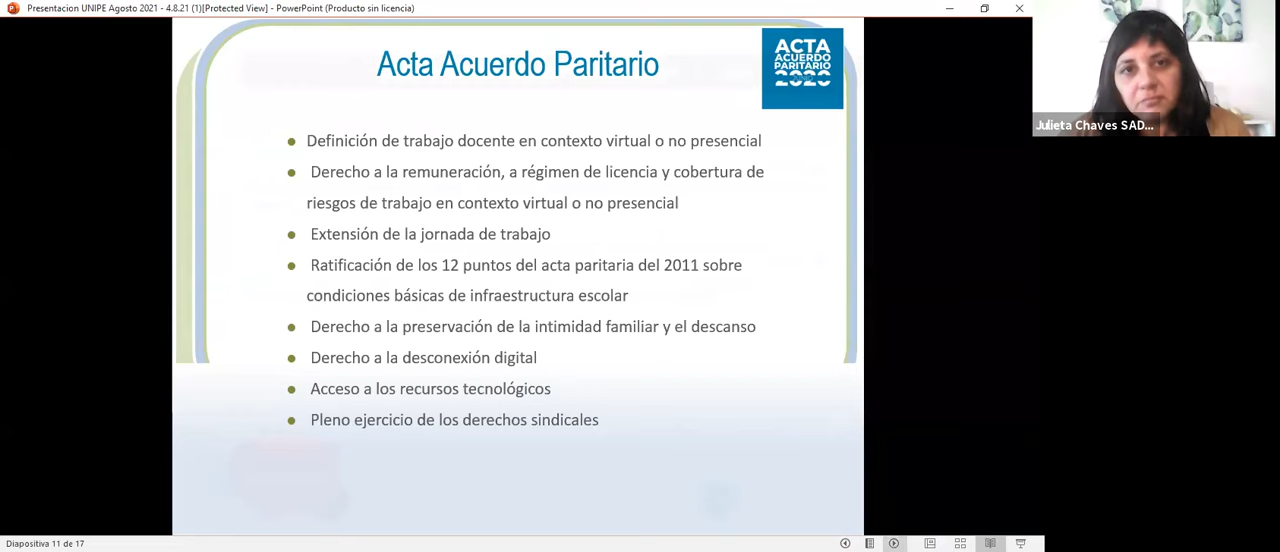 Presentacion UNIPE Agosto 2021 - 4.8.21 (1)[Protected View] - PowerPoint (Producto sin licencia)
Acta Acuerdo Paritario
ACTA
ACUERDO
PARITARIO
2020
Definición de trabajo docente en contexto virtual o no presencial
Derecho a la remuneración, a régimen de licencia y cobertura de
riesgos de trabajo en contexto virtual o no presencial
Extensión de la jornada de trabajo
Ratificación de los 12 puntos del acta paritaria del 2011 sobre
condiciones básicas de infraestructura escolar
Derecho a la preservación de la intimidad familiar y el descanso
Derecho a la desconexión digital
Acceso a los recursos tecnológicos
Pleno ejercicio de los derechos sindicales
Julieta Chaves SAD...
Diapositiva 11 de 17